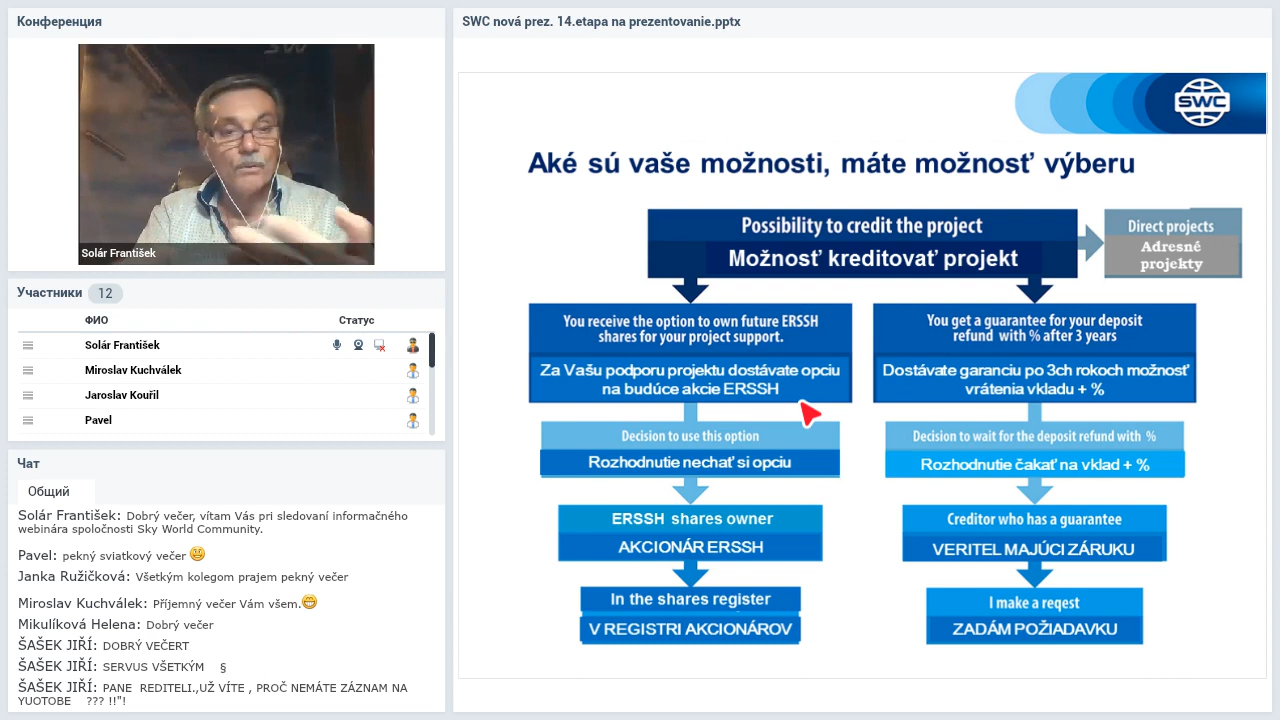 Конференция
Solár František
Участники 12
ФИО Статус
Solár František
Miroslav Kuchválek
Jaroslav Kouřil
Pavel
Чат
Общий
Solár František: Dobrý večer, vítam Vás pri sledovaní informačného
webinára spoločnosti Sky World Community.
Pavel: pekný sviatkový večer
Janka Ružičková: Všetkým kolegom prajem pekný večer
Miroslav Kuchválek: Příjemný večer Vám všem.
Mikulíková Helena: Dobrý večer
ŠAŠEK JIŘÍ: DOBRÝ VEČERT
ŠAŠEK JIŘÍ: SERVUS VŠETKÝM §
ŠAŠEK JIŘÍ: PANE REDITELI.,UŽ VÍTE , PROČ NEMÁTE ZÁZNAM NA
YUOTOBE ??? !!"!
SWC nová prez. 14.etapa na prezentovanie.pptx
SWC
Aké sú vaše možnosti, máte možnosť výberu
Possibility to credit the project
Možnosť kreditovať projekt
Direct projects
Adresné
projekty
You receive the option to own future ERSSH
shares for your project support.
Za Vašu podporu projektu dostávate opciu
na budúce akcie ERSSH
Decision to use this option
Rozhodnutie nechať si opciu
ERSSH shares owner
AKCIONÁR ERSSH
In the shares register
V REGISTRI AKCIONÁROV
You get a guarantee for your deposit
refund with % after 3 years
Dostávate garanciu po 3ch rokoch možnosť
vrátenia vkladu + %
Decision to wait for the deposit refund with %
Rozhodnutie čakať na vklad + %
Creditor who has a guarantee
VERITEL MAJÚCI ZÁRUKU
I make a reqest
ZADÁM POŽIADAVKU